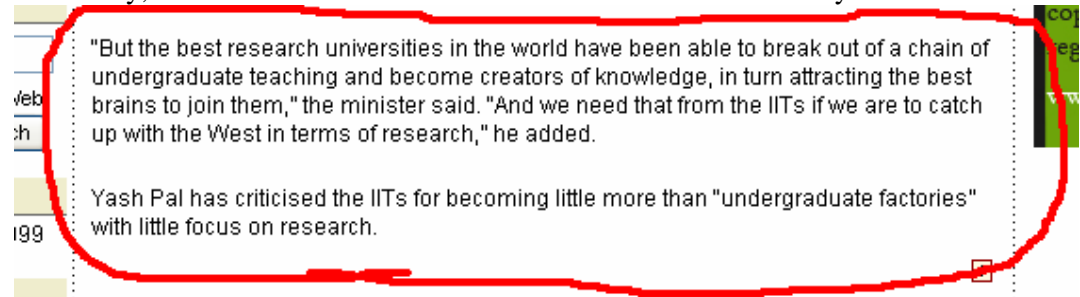 "But the best research universities in the world have been able to break out of a chain of
undergraduate teaching and become creators of knowledge, in turn attracting the best
brains to join them," the minister said. "And we need that from the IITs if we are to catch
up with the West in terms of research," he added.
Yash Pal has criticised the IITs for becoming little more than "undergraduate factories"
with little focus on research.